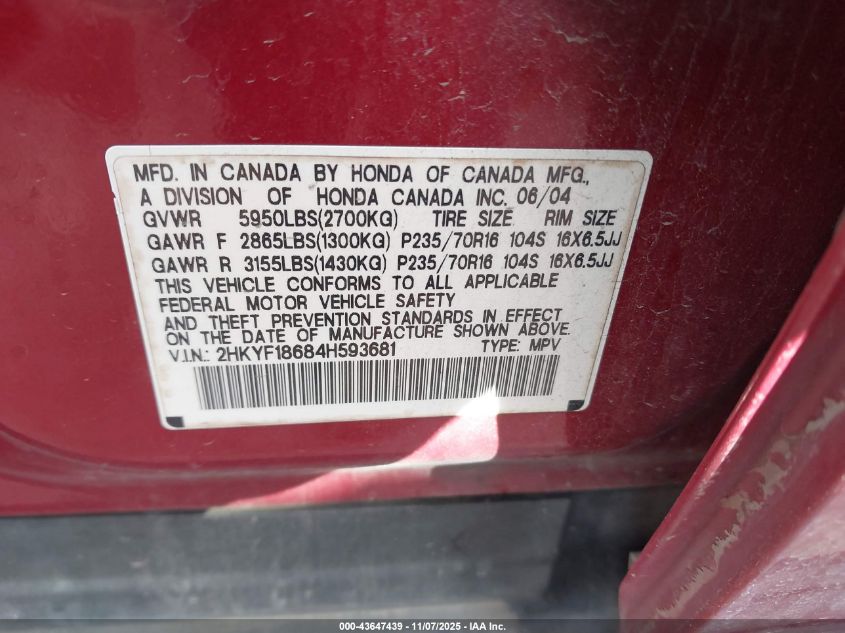 MFD. IN CANADA BY HONDA OF CANADA MFG.,
A DIVISION OF HONDA CANADA INC. 06/04
GVWR 5950LBS(2700KG) TIRE SIZE RIM SIZE
GAWR F 2865LBS(1300KG) P235/70R16 104S 16X6.5JJ
GAWR R 3155LBS(1430KG) P235/70R16 104S 16X6.5JJ
THIS VEHICLE CONFORMS TO ALL APPLICABLE
FEDERAL MOTOR VEHICLE SAFETY
AND THEFT PREVENTION STANDARDS IN EFFECT
ON THE DATE OF MANUFACTURE SHOWN ABOVE.
V.I.N.: 2HKYF18684H593681 TYPE: MPV
000-43647439 - 11/07/2025 - IAA Inc.